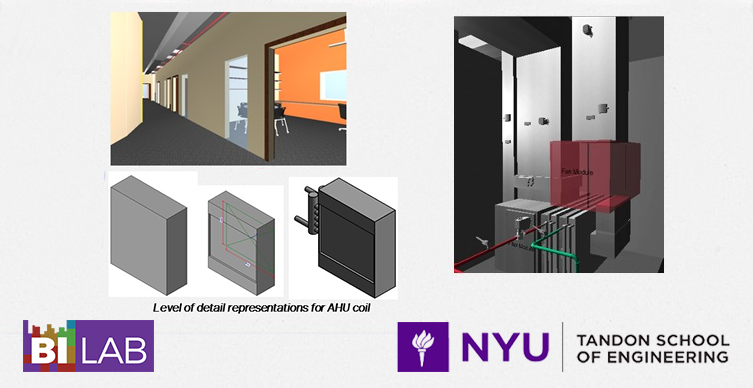 Fan Module
Level of detail representations for AHU coil
BI LAB
NYU
TANDON SCHOOL
OF ENGINEERING